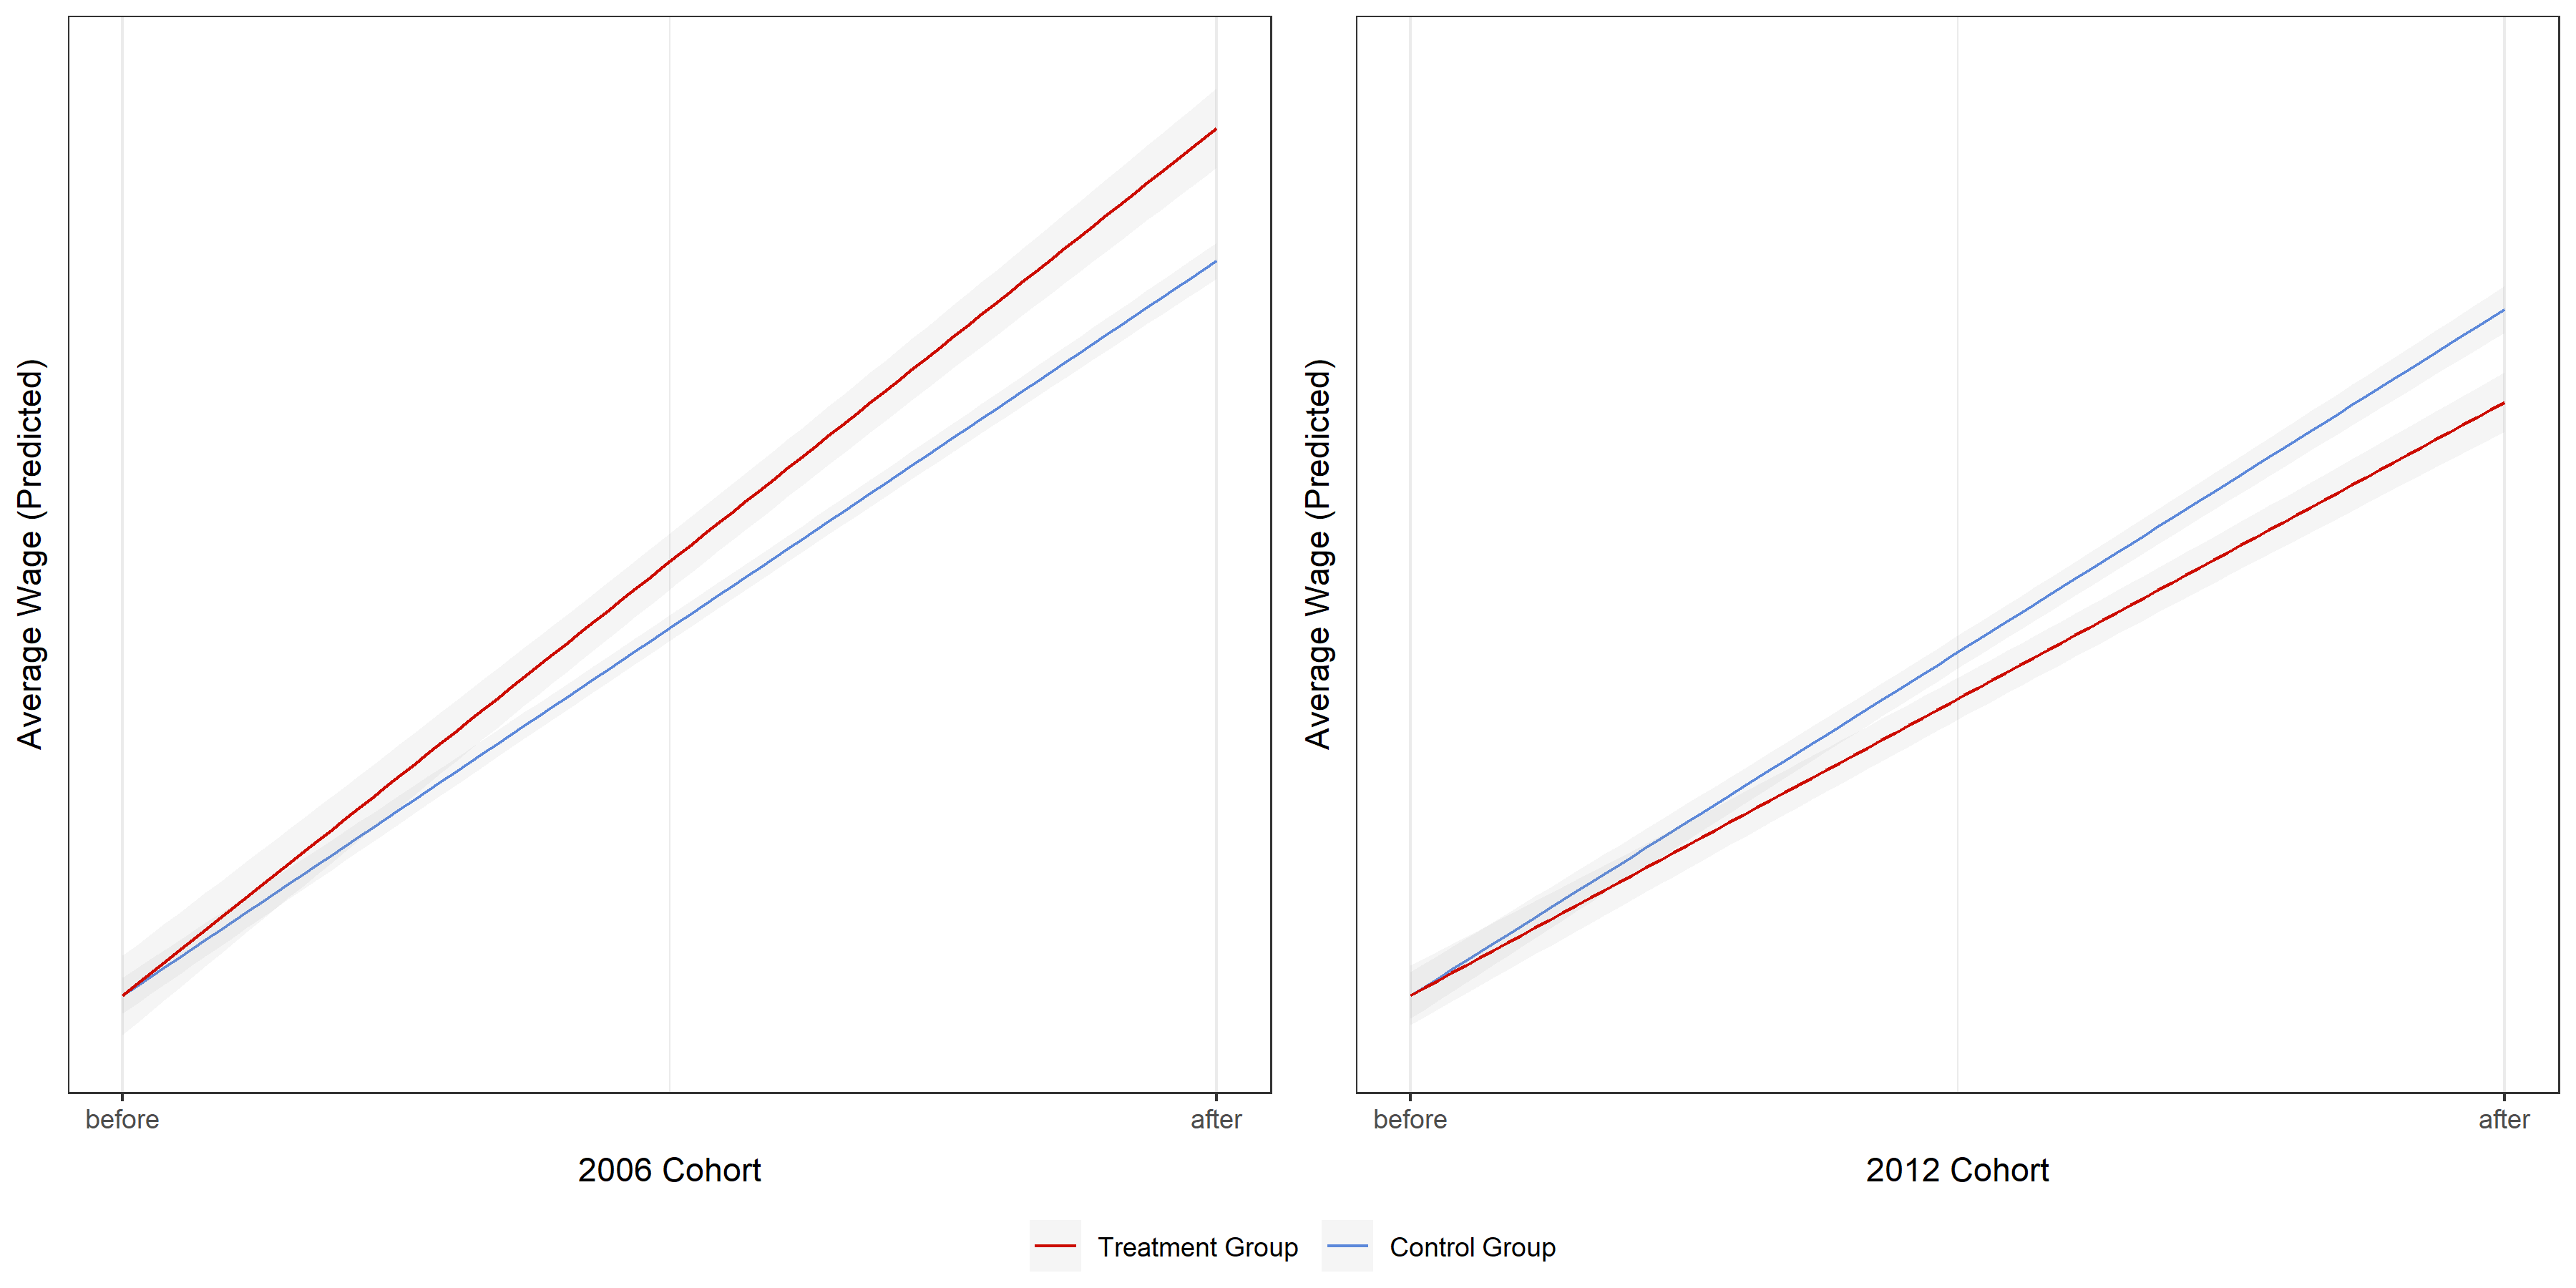 Average Wage (Predicted)
before
after
2006 Cohort
Average Wage (Predicted)
before
after
2012 Cohort
Treatment Group
Control Group